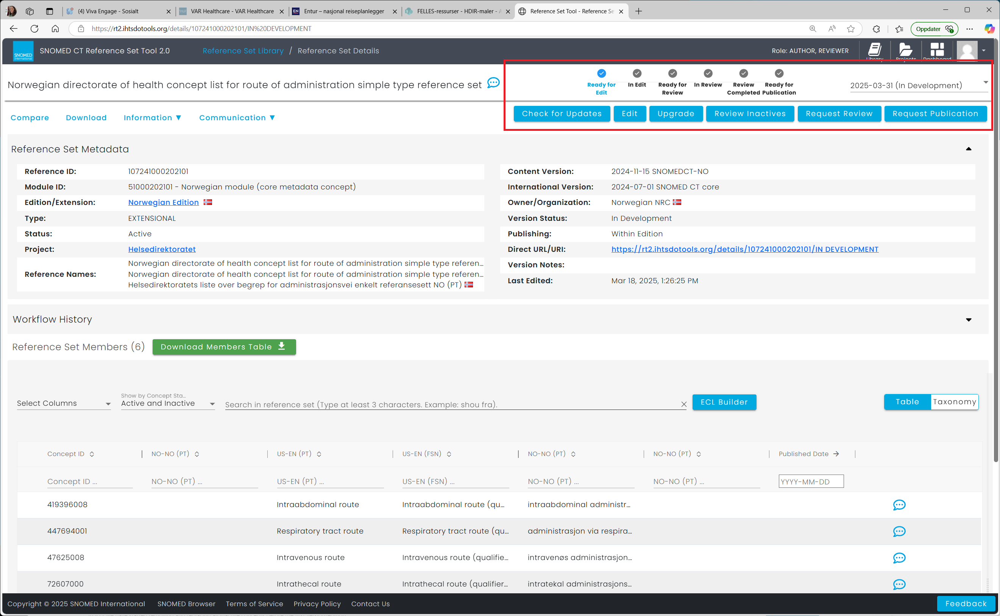 (4) Viva Engage - Sosialt
VAR Healthcare - VAR Healthcare
EN Entur – nasjonal reiseplanlegger
FELLES-ressurser - HDIR-maler - A
Reference Set Tool - Reference Se
https://rt2.ihtsdotools.org/details/107241000202101/IN%20DEVELOPMENT
Oppdater
SNOMED
International
SNOMED CT Reference Set Tool 2.0
Reference Set Library / Reference Set Details
Role: AUTHOR, REVIEWER
Library
Projects
Dashboard
Norwegian directorate of health concept list for route of administration simple type reference set
Ready for
Edit
In Edit
Ready for
Review
In Review
Review
Completed
Ready for
Publication
2025-03-31 (In Development)
Compare
Download
Information ▼
Communication ▼
Check for Updates
Edit
Upgrade
Review Inactives
Request Review
Request Publication
Reference Set Metadata
Reference ID: 107241000202101
Module ID: 51000202101 - Norwegian module (core metadata concept)
Edition/Extension: Norwegian Edition
Type: EXTENSIONAL
Status: Active
Project: Helsedirektoratet
Reference Names:
Norwegian directorate of health concept list for route of administration simple type referen...
Norwegian directorate of health concept list for route of administration simple type referen...
Helsedirektoratets liste over begrep for administrasjonsvei enkelt referansesett NO (PT)
Content Version: 2024-11-15 SNOMEDCT-NO
International Version: 2024-07-01 SNOMED CT core
Owner/Organization: Norwegian NRC
Version Status: In Development
Publishing: Within Edition
Direct URL/URI: https://rt2.ihtsdotools.org/details/107241000202101/IN DEVELOPMENT
Version Notes:
Last Edited: Mar 18, 2025, 1:26:25 PM
Workflow History
Reference Set Members (6)
Download Members Table
Select Columns
Show by Concept Sta...
Active and Inactive
Search in reference set (Type at least 3 characters. Example: shou fra).
ECL Builder
Table
Taxonomy
Concept ID | NO-NO (PT) | US-EN (PT) | US-EN (FSN) | NO-NO (PT) | NO-NO (PT) | Published Date |
Concept ID ... NO-NO (PT) ... US-EN (PT) ... US-EN (FSN) ... NO-NO (PT) ... NO-NO (PT) ... YYYY-MM-DD
419396008 Intraabdominal route Intraabdominal route (qu... intraabdominal administr...
447694001 Respiratory tract route Respiratory tract route (qu... administrasjon via respira...
47625008 Intravenous route Intravenous route (qualifie... intravenøs administrasjon...
72607000 Intrathecal route Intrathecal route (qualifier... intratekal administrasjons...
Copyright © 2025 SNOMED International
SNOMED Browser
Terms of Service
Privacy Policy
Contact Us
Feedback